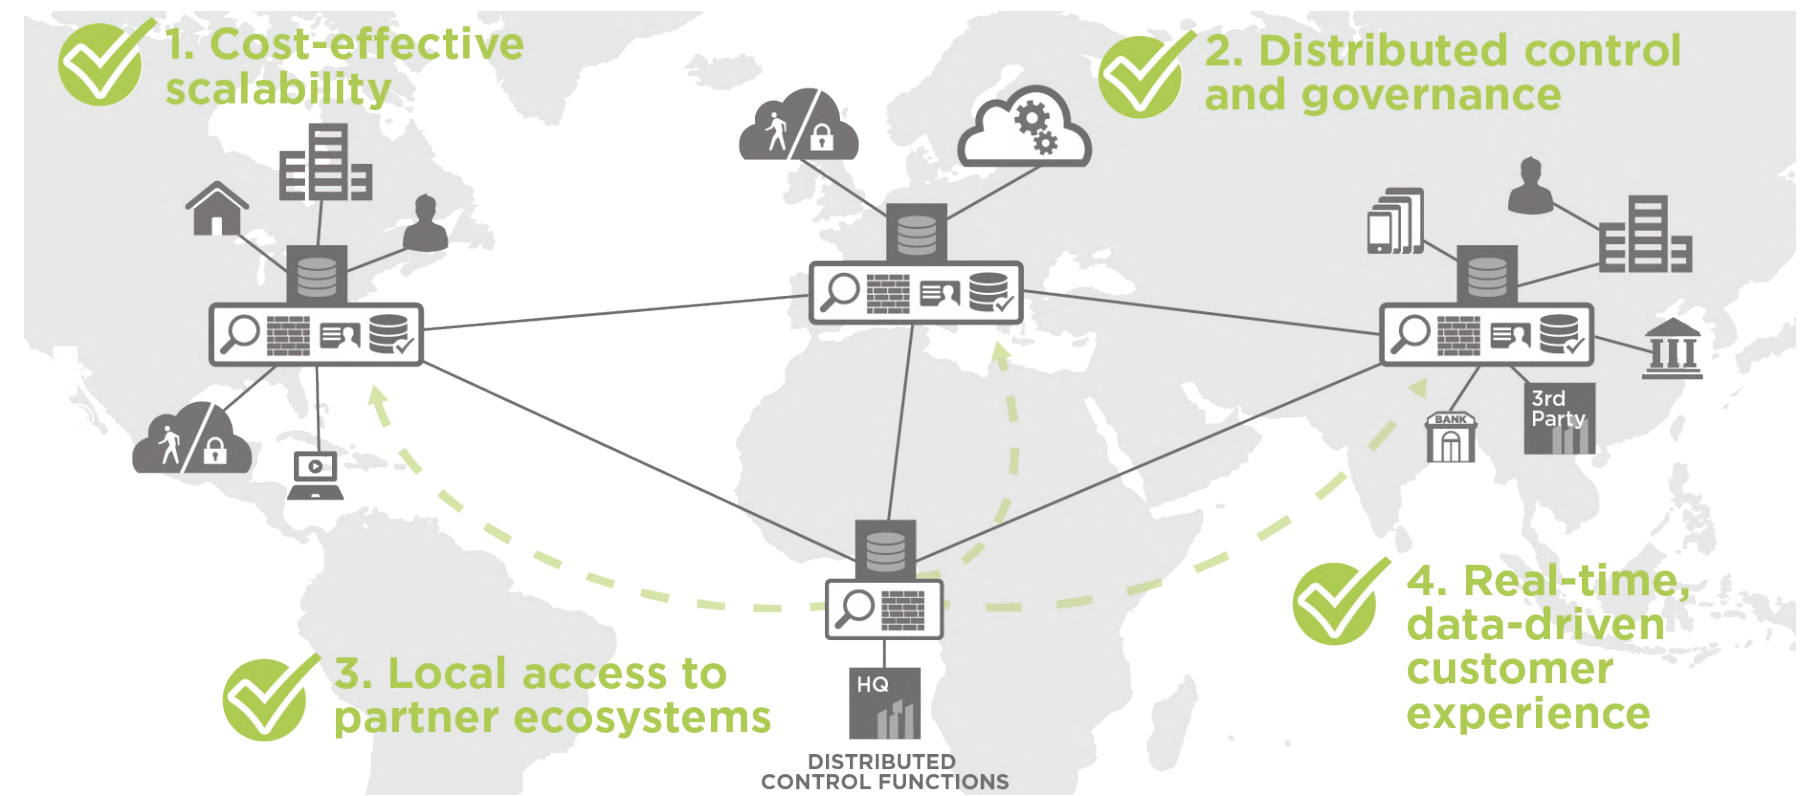 1. Cost-effective
scalability
2. Distributed control
and governance
3rd
Party
BANK
4. Real-time,
data-driven
customer
experience
3. Local access to
partner ecosystems
HQ
DISTRIBUTED
CONTROL FUNCTIONS